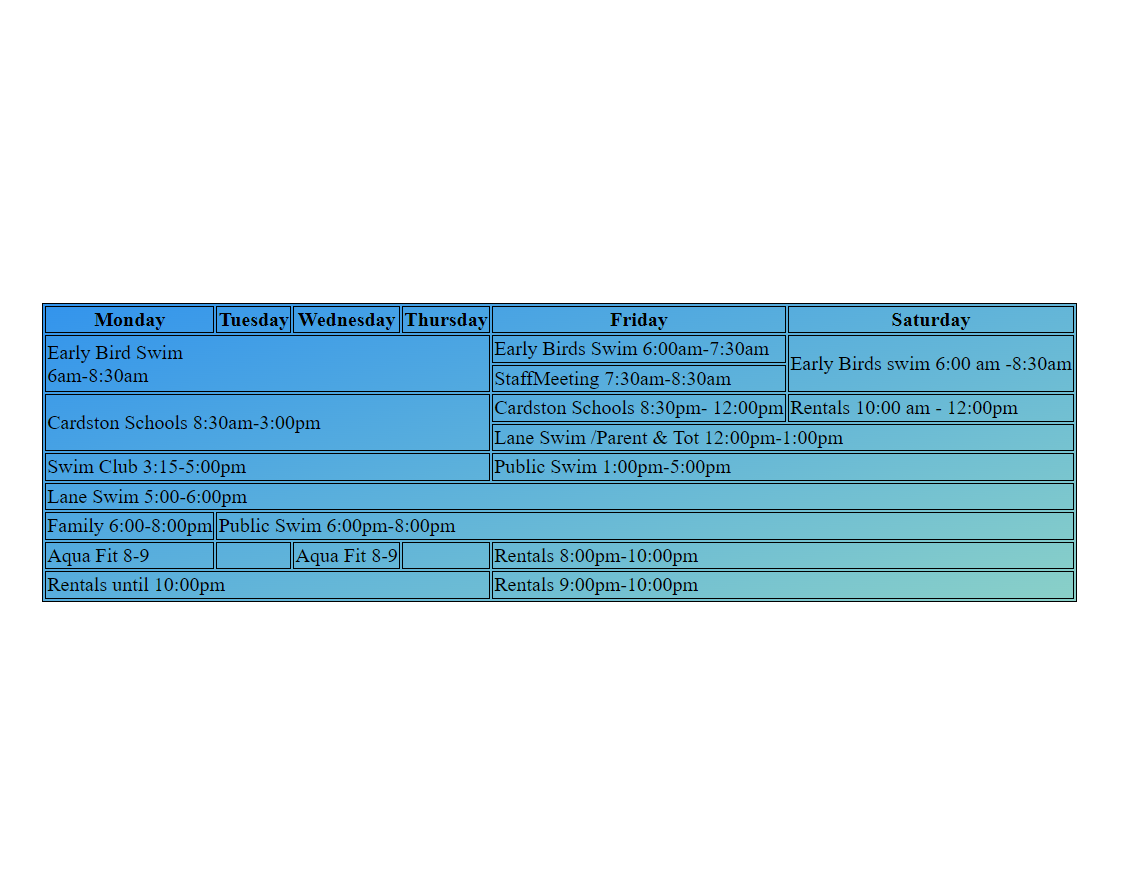 Monday Tuesday Wednesday Thursday Friday Saturday
Early Bird Swim
6am-8:30am
Early Birds Swim 6:00am-7:30am
StaffMeeting 7:30am-8:30am
Early Birds swim 6:00 am -8:30am
Cardston Schools 8:30am-3:00pm
Cardston Schools 8:30pm- 12:00pm
Rentals 10:00 am - 12:00pm
Lane Swim /Parent & Tot 12:00pm-1:00pm
Swim Club 3:15-5:00pm
Public Swim 1:00pm-5:00pm
Lane Swim 5:00-6:00pm
Family 6:00-8:00pm
Public Swim 6:00pm-8:00pm
Aqua Fit 8-9
Aqua Fit 8-9
Rentals 8:00pm-10:00pm
Rentals until 10:00pm
Rentals 9:00pm-10:00pm